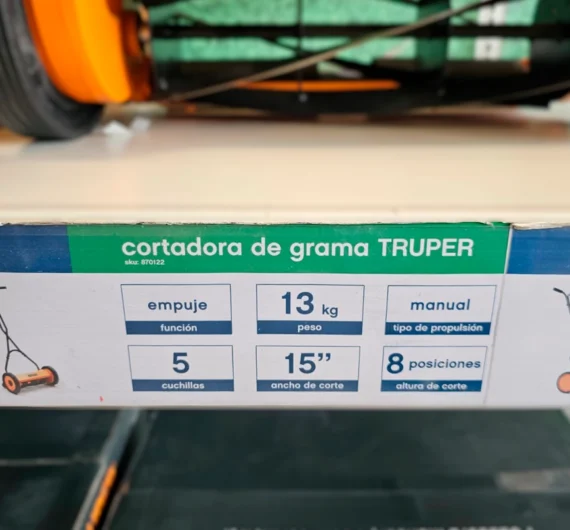 cortadora de grama TRUPER
sku: 870122
empuje
función
13 kg
peso
manual
tipo de propulsión
5
cuchillas
15”
ancho de corte
8 posiciones
altura de corte